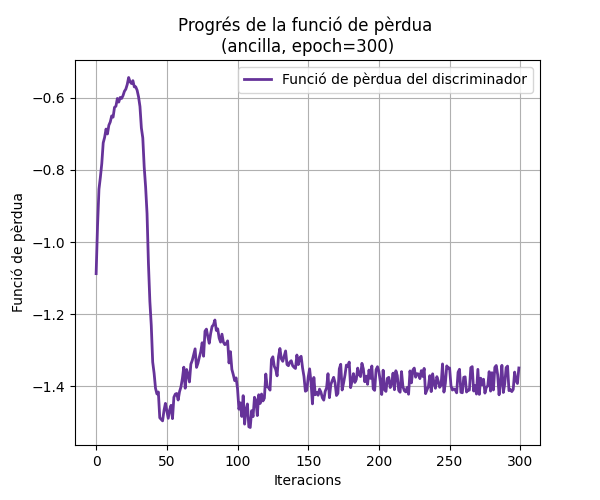 Progrés de la funció de pèrdua
(ancilla, epoch=300)
Funció de pèrdua del discriminador
Funció de pèrdua
−0.6
−0.8
−1.0
−1.2
−1.4
0 50 100 150 200 250 300
Iteracions